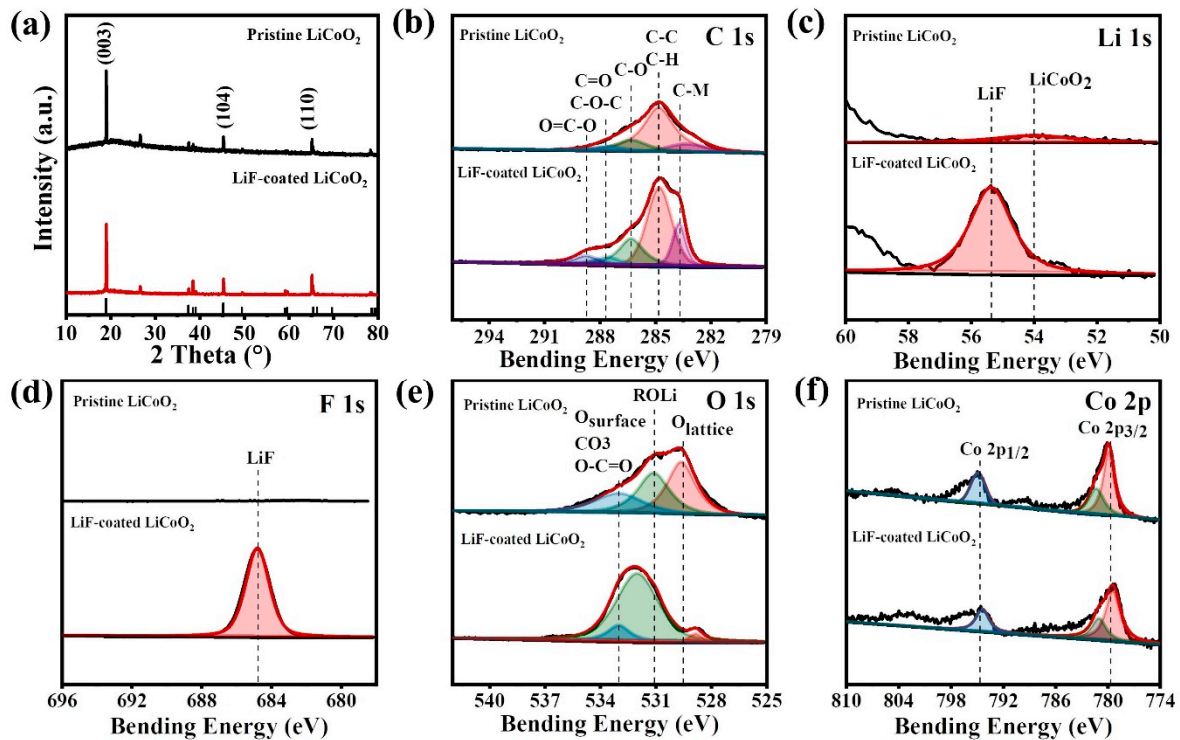 (a)
Pristine LiCoO2
(003)
(104)
(110)
LiF-coated LiCoO2
Intensity (a.u.)
10 20 30 40 50 60 70 80
2 Theta (°)
(b)
C 1s
Pristine LiCoO2
C-C
C-H
C=O
C-O
C-M
C-O-C
O=C-O
LiF-coated LiCoO2
294 291 288 285 282 279
Bending Energy (eV)
(c)
Li 1s
Pristine LiCoO2
LiF
LiCoO2
LiF-coated LiCoO2
60 58 56 54 52 50
Bending Energy (eV)
(d)
F 1s
Pristine LiCoO2
LiF
LiF-coated LiCoO2
696 692 688 684 680
Bending Energy (eV)
(e)
O 1s
ROLi
Pristine LiCoO2
Osurface
Olattice
CO3
O-C=O
LiF-coated LiCoO2
540 537 534 531 528 525
Bending Energy (eV)
(f)
Co 2p
Pristine LiCoO2
Co 2p3/2
Co 2p1/2
LiF-coated LiCoO2
810 804 798 792 786 780 774
Bending Energy (eV)